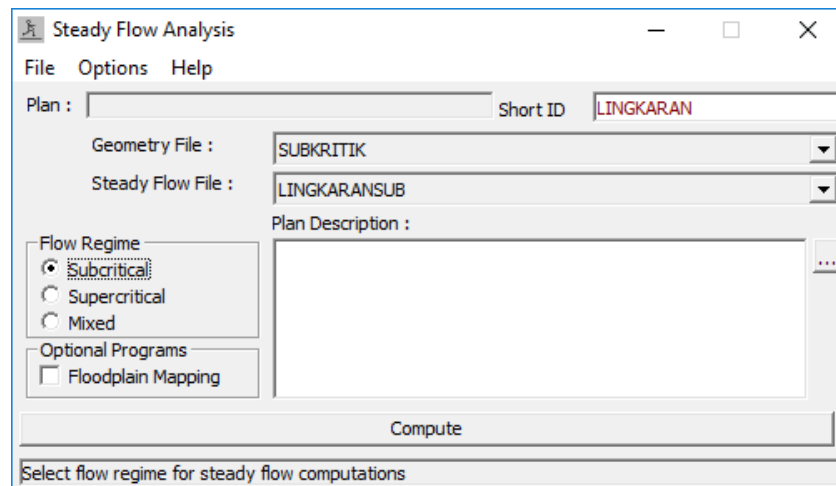 Steady Flow Analysis
File Options Help
Plan : Short ID LINGKARAN
Geometry File : SUBKRITIK
Steady Flow File : LINGKARANSUB
Plan Description :
Flow Regime
Subcritical
Supercritical
Mixed
Optional Programs
Floodplain Mapping
...
Compute
Select flow regime for steady flow computations